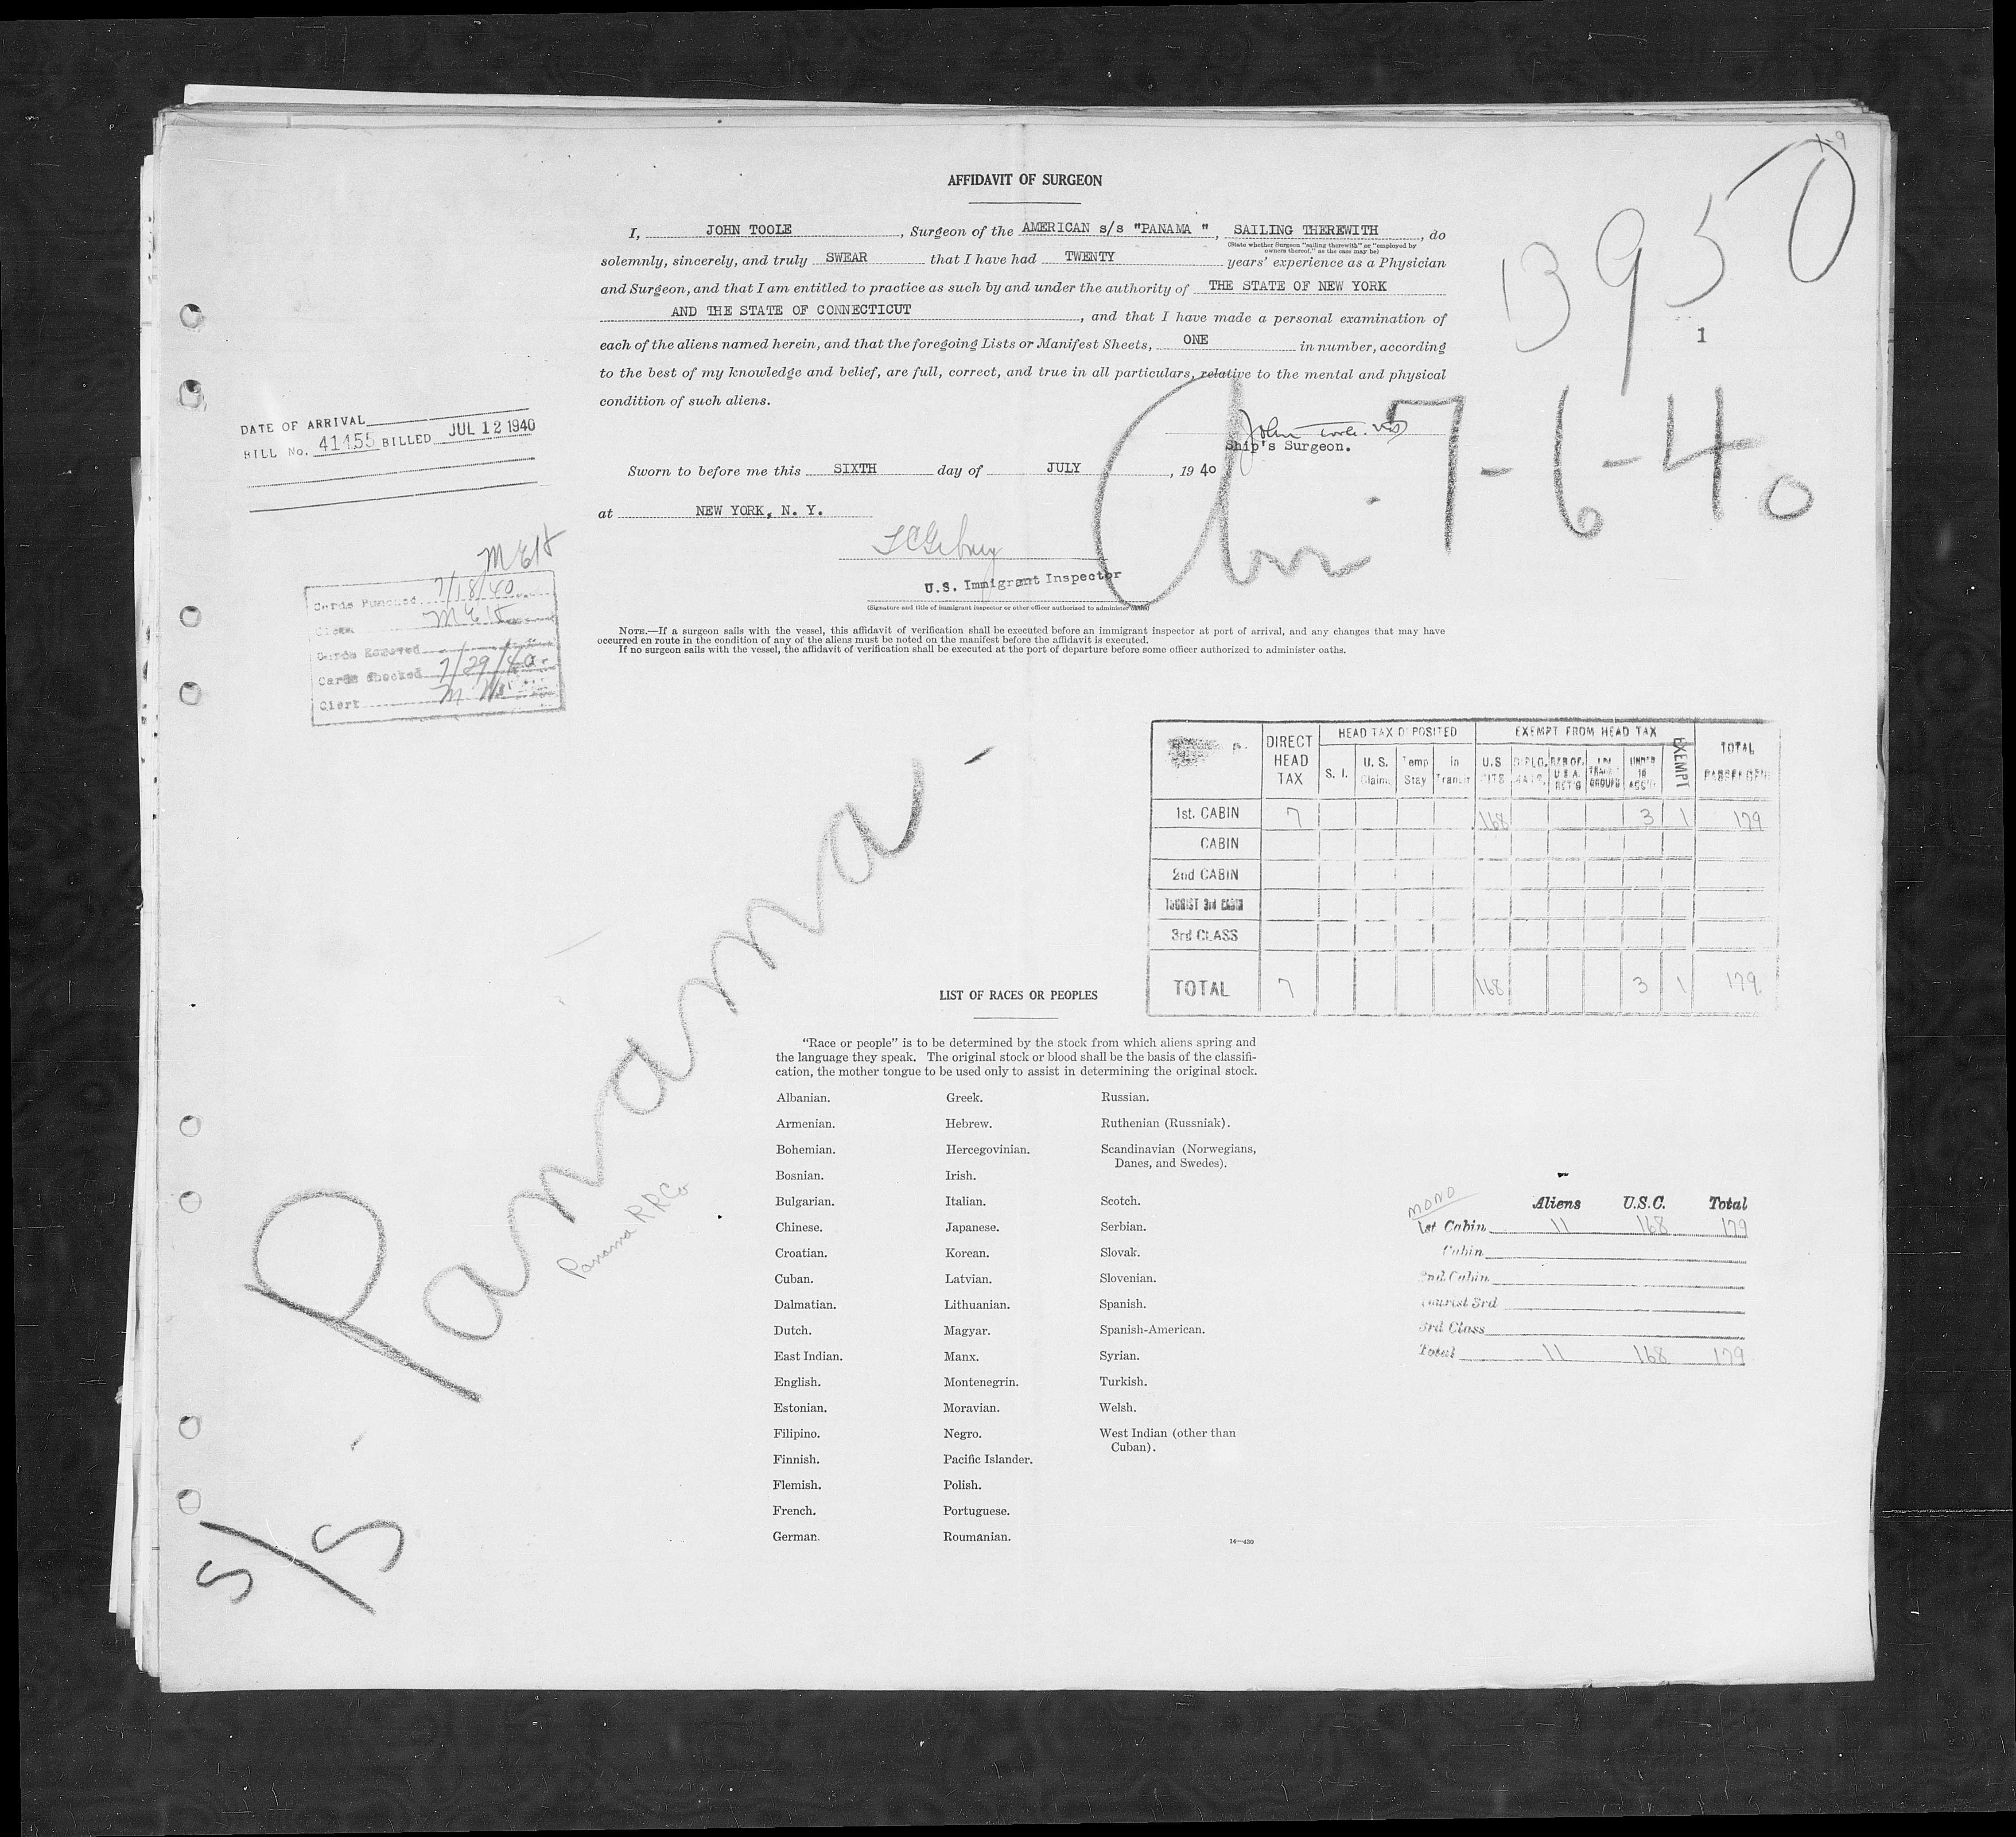 AFFIDAVIT OF SURGEON
I, JOHN TOOLE, Surgeon of the AMERICAN s/s "PANAMA ", SAILING THEREWITH, do
(State whether Surgeon "sailing therewith" or "employed by
owners thereof," as the case may be)
solemnly, sincerely, and truly SWEAR that I have had TWENTY years' experience as a Physician
and Surgeon, and that I am entitled to practice as such by and under the authority of THE STATE OF NEW YORK
AND THE STATE OF CONNECTICUT, and that I have made a personal examination of
each of the aliens named herein, and that the foregoing Lists or Manifest Sheets, ONE in number, according
to the best of my knowledge and belief, are full, correct, and true in all particulars, relative to the mental and physical
condition of such aliens.
13950
1
7-6-40
John Toole
Ship's Surgeon.
Sworn to before me this SIXTH day of JULY, 1940
at NEW YORK, N. Y.
U.S. Immigrant Inspector
(Signature and title of immigrant inspector or other officer authorized to administer oaths)
DATE OF ARRIVAL
BILL No. 41455 BILLED JUL 12 1940
Cards Punched 7/18/40
Clerk
Cards Removed
Cards Checked 7/29/40
Clerk
NOTE.—If a surgeon sails with the vessel, this affidavit of verification shall be executed before an immigrant inspector at port of arrival, and any changes that may have
occurred en route in the condition of any of the aliens must be noted on the manifest before the affidavit is executed.
If no surgeon sails with the vessel, the affidavit of verification shall be executed at the port of departure before some officer authorized to administer oaths.
DIRECT HEAD TAX
HEAD TAX DEPOSITED
EXEMPT FROM HEAD TAX
EXEMPT
TOTAL PASSENGERS
S. I. U. S. Claim. Temp Stay In Transit U.S. CITS
1st. CABIN 7 168 3 1 179
CABIN
2nd CABIN
TOURIST 3rd CABIN
3rd CLASS
TOTAL 7 168 3 1 179
S/S Panama
Panama R R Co
LIST OF RACES OR PEOPLES
"Race or people" is to be determined by the stock from which aliens spring and
the language they speak. The original stock or blood shall be the basis of the classifi-
cation, the mother tongue to be used only to assist in determining the original stock.
Albanian.
Armenian.
Bohemian.
Bosnian.
Bulgarian.
Chinese.
Croatian.
Cuban.
Dalmatian.
Dutch.
East Indian.
English.
Estonian.
Filipino.
Finnish.
Flemish.
French.
German.
Greek.
Hebrew.
Hercegovinian.
Irish.
Italian.
Japanese.
Korean.
Latvian.
Lithuanian.
Magyar.
Manx.
Montenegrin.
Moravian.
Negro.
Pacific Islander.
Polish.
Portuguese.
Roumanian.
Russian.
Ruthenian (Russniak).
Scandinavian (Norwegians,
Danes, and Swedes).
Scotch.
Serbian.
Slovak.
Slovenian.
Spanish.
Spanish-American.
Syrian.
Turkish.
Welsh.
West Indian (other than
Cuban).
14—430
MONO
Aliens U.S.C. Total
1st Cabin 11 168 179
Cabin
2nd Cabin
Tourist 3rd
3rd Class
Total 11 168 179